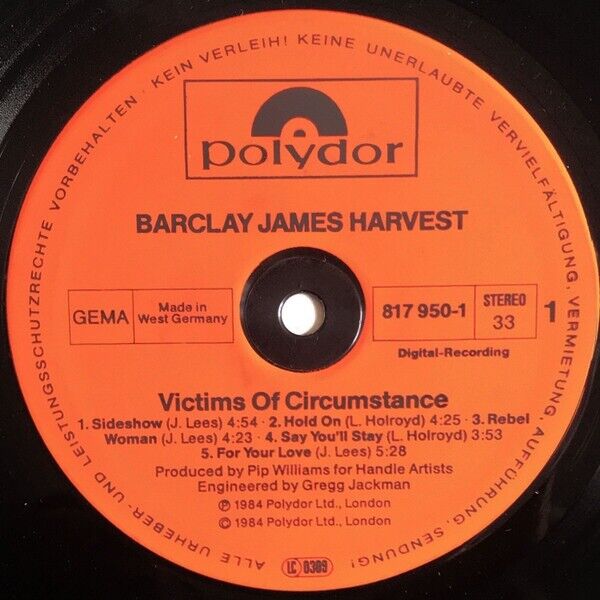 ALLE URHEBER- UND LEISTUNGSSCHUTZRECHTE VORBEHALTEN · KEIN VERLEIH! KEINE UNERLAUBTE VERVIELFÄLTIGUNG, VERMIETUNG, AUFFÜHRUNG, SENDUNG!
polydor
BARCLAY JAMES HARVEST
GEMA
Made in
West Germany
817 950-1
STEREO
33
1
Digital-Recording
Victims Of Circumstance
1. Sideshow (J. Lees) 4:54 · 2. Hold On (L. Holroyd) 4:25 · 3. Rebel
Woman (J. Lees) 4:23 · 4. Say You'll Stay (L. Holroyd) 3:53
5. For Your Love (J. Lees) 5:28
Produced by Pip Williams for Handle Artists
Engineered by Gregg Jackman
℗ 1984 Polydor Ltd., London
© 1984 Polydor Ltd., London
LC 0309